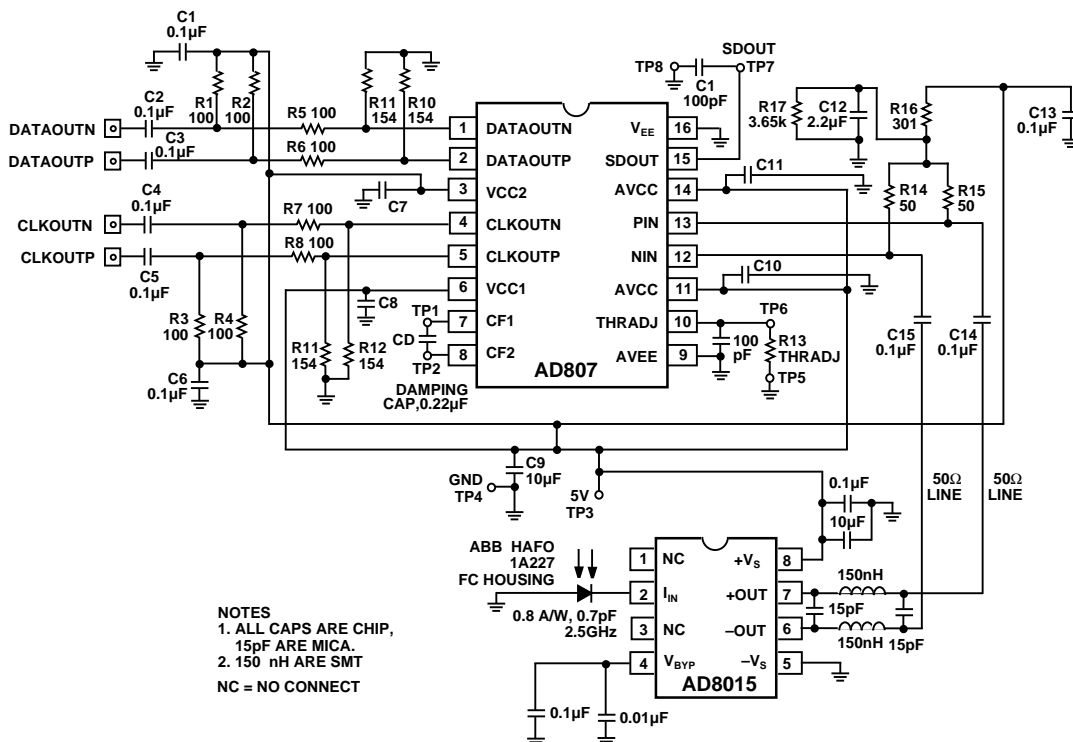 C1
0.1µF
C2
0.1µF
DATAOUTN
C3
0.1µF
DATAOUTP
R1
100
R2
100
R5 100
R6 100
R11
154
R10
154
C4
0.1µF
CLKOUTN
CLKOUTP
C5
0.1µF
C7
R7 100
R8 100
R3
100
R4
100
C6
0.1µF
C8
R11
154
R12
154
TP1
CD
TP2
DAMPING
CAP,0.22µF
1 DATAOUTN
2 DATAOUTP
3 VCC2
4 CLKOUTN
5 CLKOUTP
6 VCC1
7 CF1
8 CF2
VEE 16
SDOUT 15
AVCC 14
PIN 13
NIN 12
AVCC 11
THRADJ 10
AVEE 9
AD807
SDOUT
TP8
TP7
C1
100pF
C11
C10
R17
3.65k
C12
2.2µF
R16
301
C13
0.1µF
R14
50
R15
50
TP6
100
pF
R13
THRADJ
TP5
C15
0.1µF
C14
0.1µF
50Ω
LINE
50Ω
LINE
C9
10µF
GND
TP4
5V
TP3
0.1µF
10µF
ABB HAFO
1A227
FC HOUSING
0.8 A/W, 0.7pF
2.5GHz
1 NC
2 IIN
3 NC
4 VBYP
+VS 8
+OUT 7
–OUT 6
–VS 5
AD8015
150nH
15pF
150nH
15pF
0.1µF
0.01µF
NOTES
1. ALL CAPS ARE CHIP,
15pF ARE MICA.
2. 150 nH ARE SMT
NC = NO CONNECT